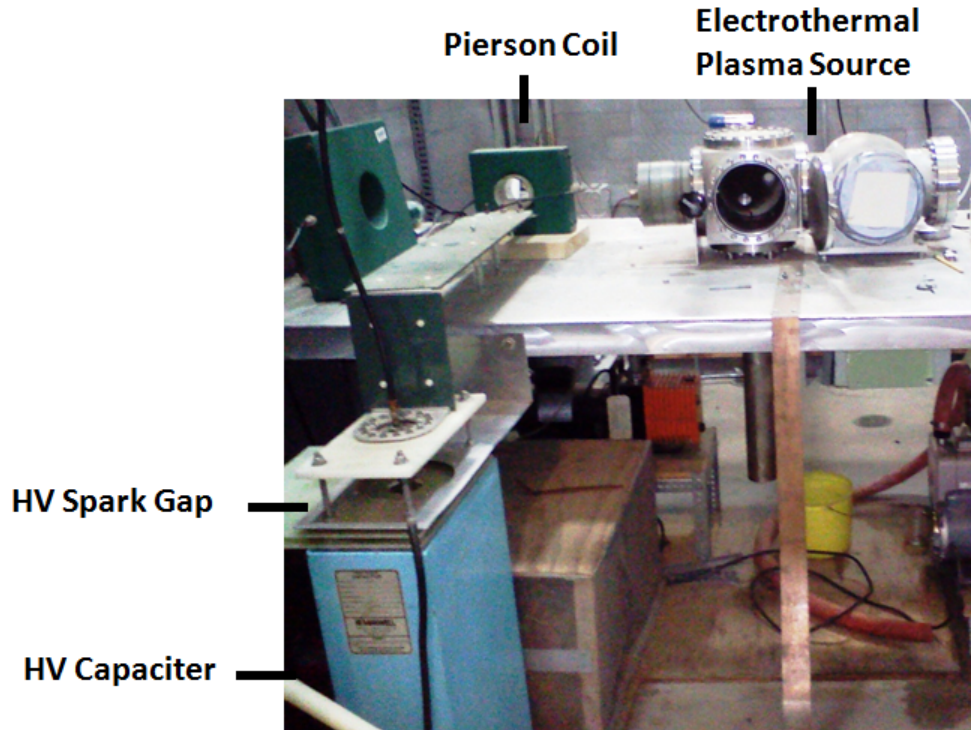 Pierson Coil
Electrothermal
Plasma Source
HV Spark Gap
HV Capaciter